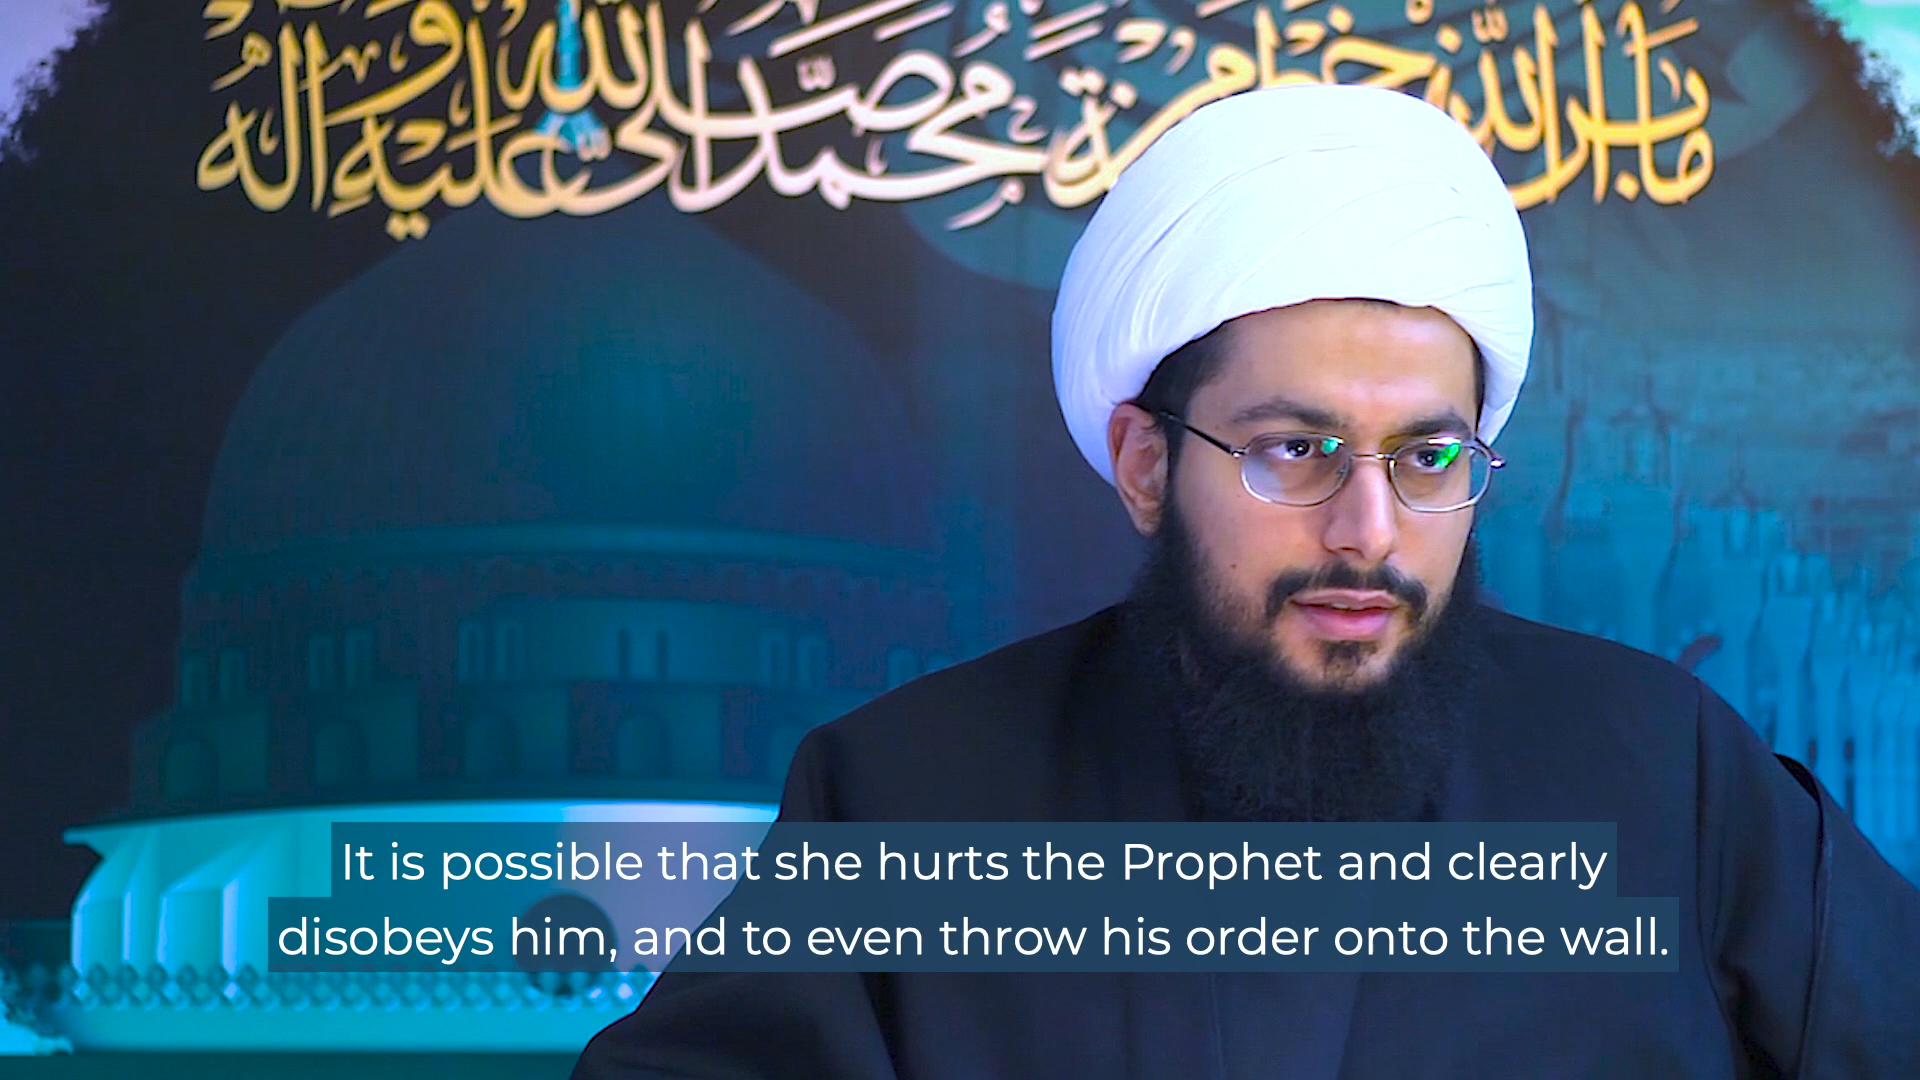 محمد صلى الله عليه وآله
It is possible that she hurts the Prophet and clearly
disobeys him, and to even throw his order onto the wall.